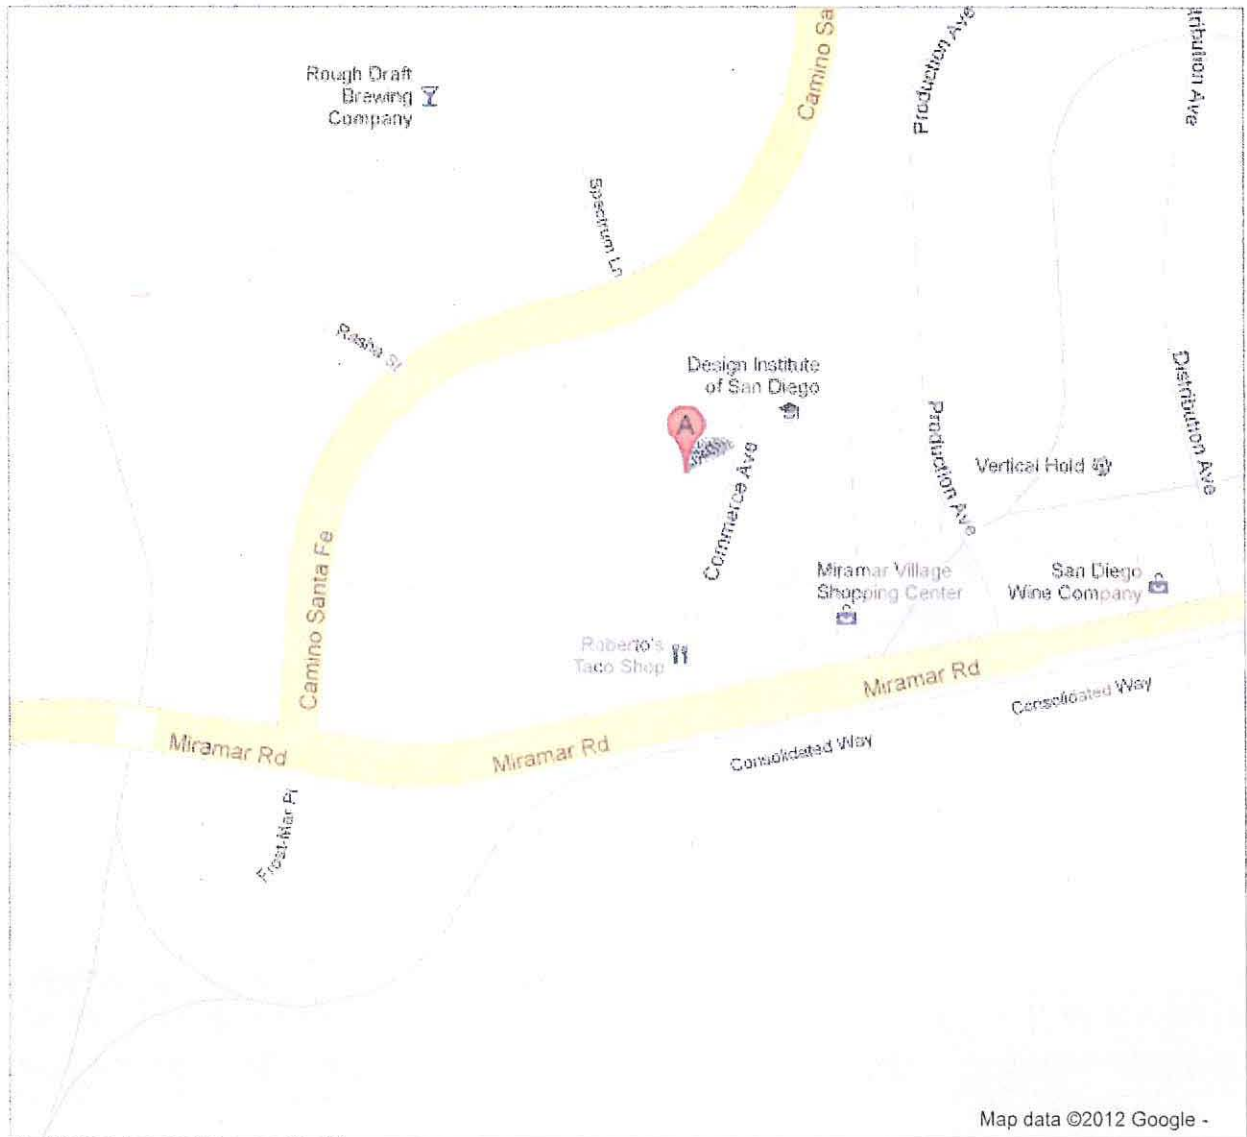 Camino Sa
Production Ave
tribution Ave
Rough Draft
Brewing
Company
Spectrum Ln
Rasha St
Design Institute
of San Diego
A
Production Ave
Distribution Ave
Vertical Hold
Commerce Ave
Camino Santa Fe
Miramar Village
Shopping Center
San Diego
Wine Company
Roberto's
Taco Shop
Miramar Rd
Consolidated Way
Miramar Rd
Miramar Rd
Consolidated Way
Frost-Mar Pl
Map data ©2012 Google -